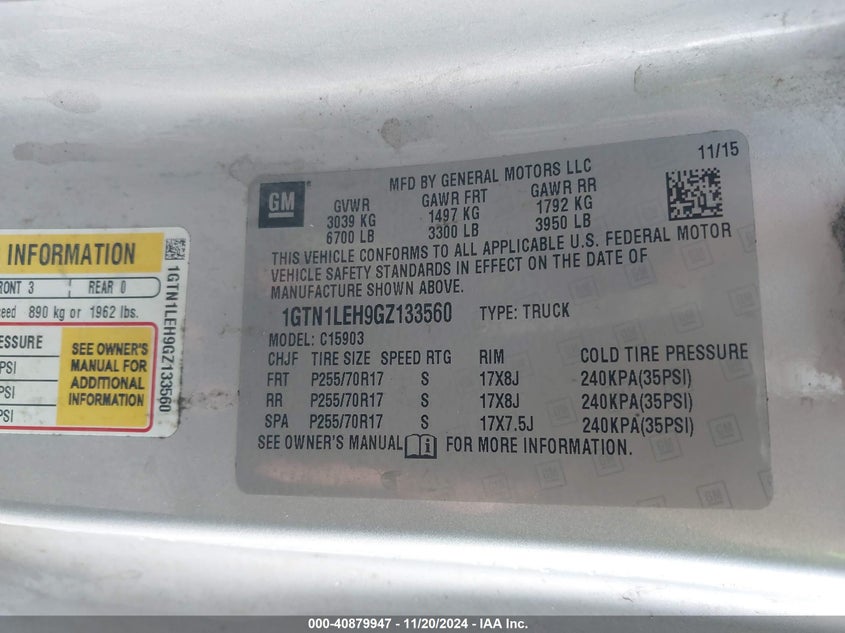 INFORMATION
RONT 3 REAR 0
eed 890 kg or 1962 lbs.
SSURE
PSI
PSI
PSI
SEE OWNER'S
MANUAL FOR
ADDITIONAL
INFORMATION
1GTN1LEH9GZ133560
GM
MFD BY GENERAL MOTORS LLC
11/15
GVWR GAWR FRT GAWR RR
3039 KG 1497 KG 1792 KG
6700 LB 3300 LB 3950 LB
THIS VEHICLE CONFORMS TO ALL APPLICABLE U.S. FEDERAL MOTOR
VEHICLE SAFETY STANDARDS IN EFFECT ON THE DATE OF
MANUFACTURE SHOWN ABOVE.
1GTN1LEH9GZ133560 TYPE: TRUCK
MODEL: C15903
CHJF TIRE SIZE SPEED RTG RIM COLD TIRE PRESSURE
FRT P255/70R17 S 17X8J 240KPA(35PSI)
RR P255/70R17 S 17X8J 240KPA(35PSI)
SPA P255/70R17 S 17X7.5J 240KPA(35PSI)
SEE OWNER'S MANUAL FOR MORE INFORMATION.
000-40879947 - 11/20/2024 - IAA Inc.